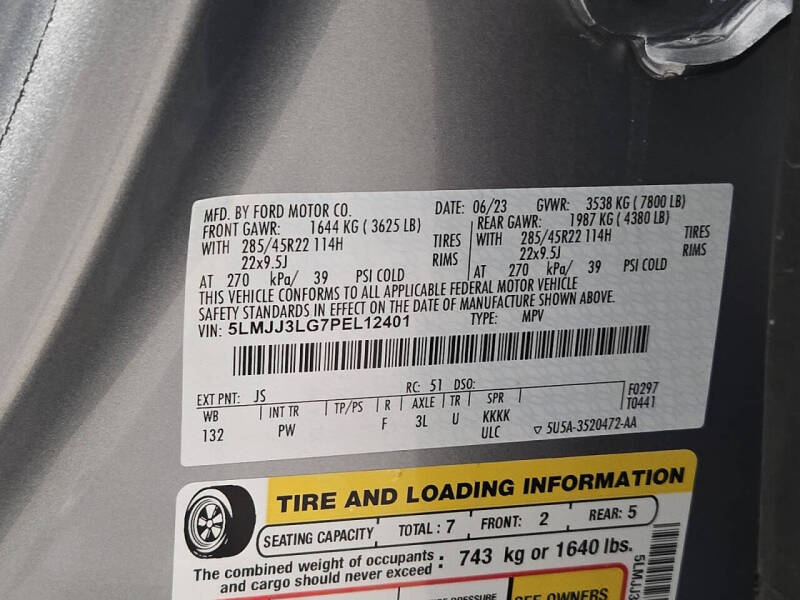 MFD. BY FORD MOTOR CO. DATE: 06/23 GVWR: 3538 KG (7800 LB)
FRONT GAWR: 1644 KG (3625 LB) REAR GAWR: 1987 KG (4380 LB)
WITH 285/45R22 114H TIRES WITH 285/45R22 114H TIRES
22x9.5J RIMS 22x9.5J RIMS
AT 270 kPa/ 39 PSI COLD AT 270 kPa/ 39 PSI COLD
THIS VEHICLE CONFORMS TO ALL APPLICABLE FEDERAL MOTOR VEHICLE
SAFETY STANDARDS IN EFFECT ON THE DATE OF MANUFACTURE SHOWN ABOVE.
VIN: 5LMJJ3LG7PEL12401 TYPE: MPV
EXT PNT: JS RC: 51 DSO: F0297
WB INT TR TP/PS R AXLE TR SPR T0441
132 PW F 3L U KKKK
ULC ▽ 5U5A-3520472-AA
TIRE AND LOADING INFORMATION
SEATING CAPACITY TOTAL: 7 FRONT: 2 REAR: 5
The combined weight of occupants
and cargo should never exceed : 743 kg or 1640 lbs.
SEE OWNERS
5LMJJ3